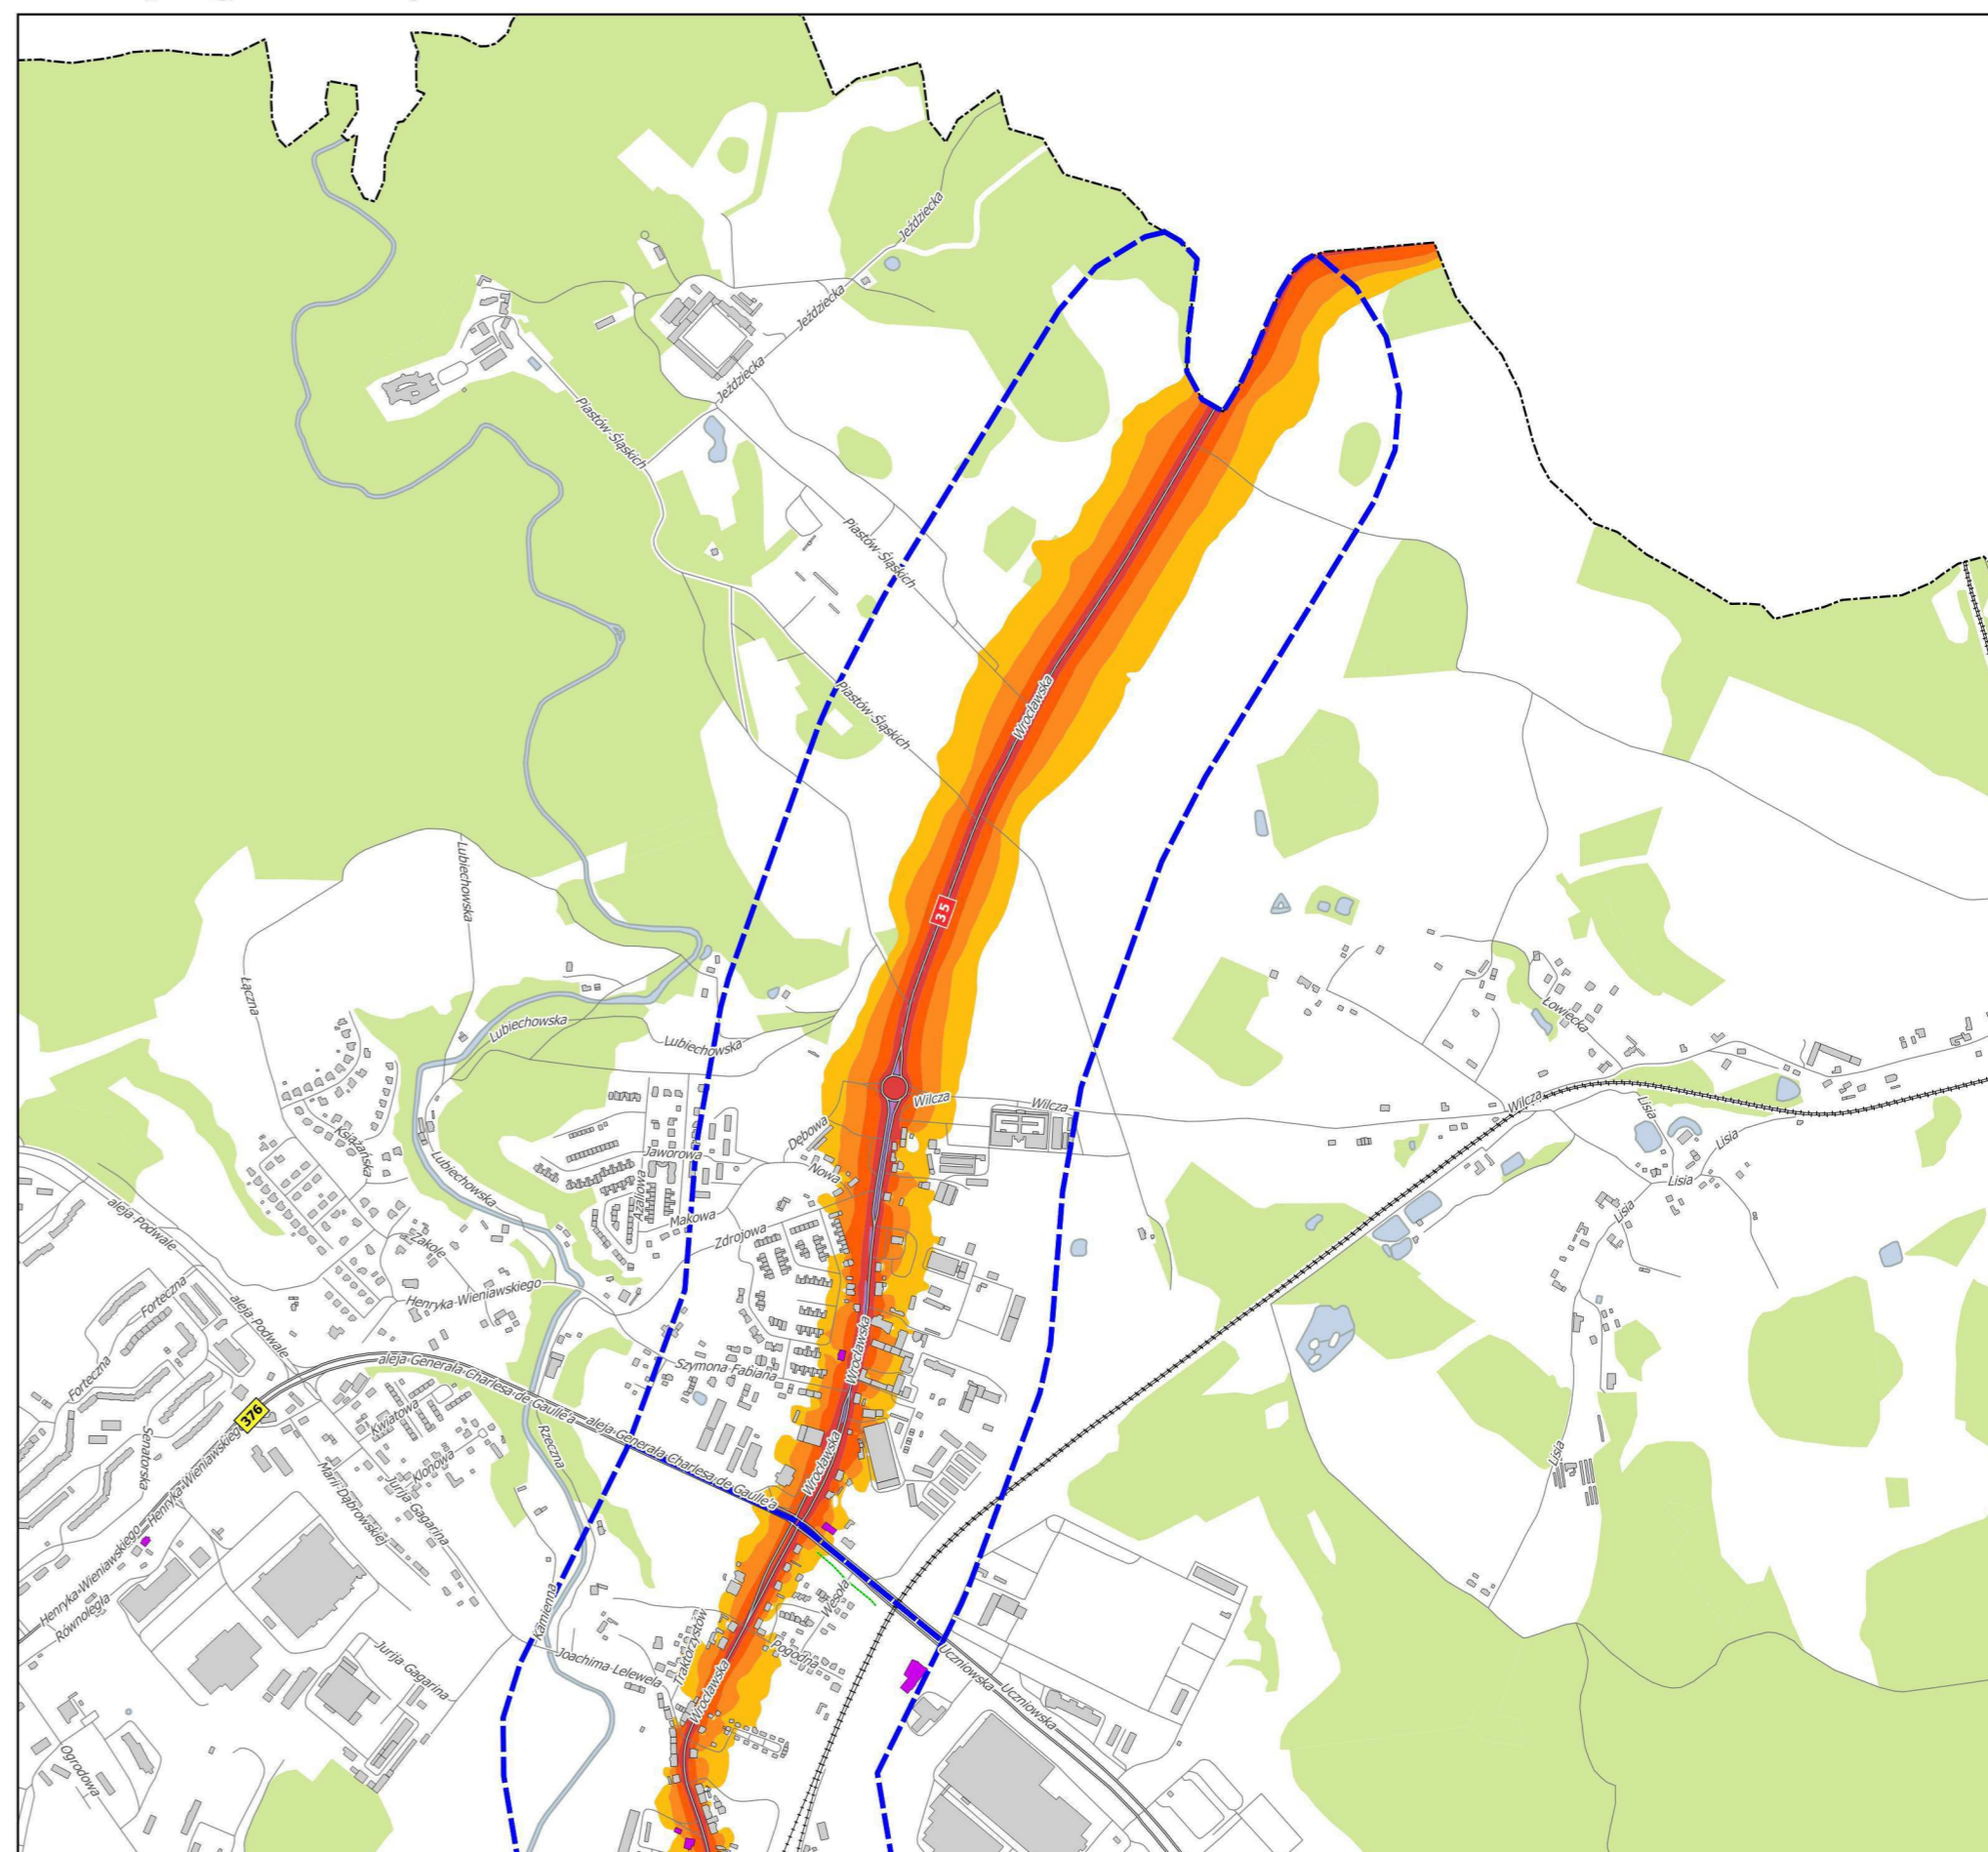 Jeździecka
Jeździecka
Jeździecka
Piastów Śląskich
Piastów Śląskich
Piastów Śląskich
Wrocławska
Lubiechowska
35
Łączna
Lubiechowska
Lubiechowska
Łowiecka
Wilcza
Wilcza
Wilcza
Lisia
Lisia
Książańska
Dębowa
Jaworowa
Nowa
Lubiechowska
Azaliowa
Lisia
aleja Podwale
Makowa
Lisia
Zakole
Zdrojowa
Forteczna
Henryka Wieniawskiego
aleja Podwale
Wrocławska
Forteczna
aleja Generała Charlesa de Gaulle'a
Szymona Fabiana
376
Kwiatowa
aleja Generała Charlesa de Gaulle'a
Senatorska
Rzeczna
Klonowa
Wrocławska
Lisia
Henryka Wieniawskiego
Marii Dąbrowskiej
Jurija Gagarina
Henryka Wieniawskiego
Równoległa
Kamienna
Wesoła
Traktorzystów
Pogodna
Jurija Gagarina
Joachima Lelewela
Wrocławska
Uczniowska
Uczniowska
Ogrodowa